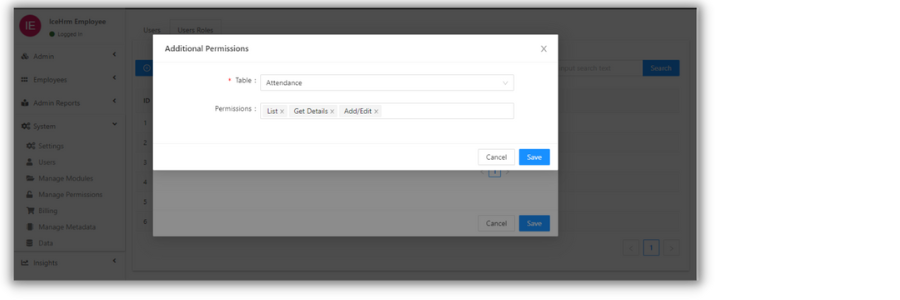 IceHrm Employee
Logged In
Admin
Employees
Admin Reports
System
Settings
Users
Manage Modules
Manage Permissions
Billing
Manage Metadata
Data
Insights
Users
Users Roles
Search
ID
1
2
3
4
5
6
Additional Permissions
* Table :
Attendance
Permissions :
List × Get Details × Add/Edit ×
Cancel Save
1
Cancel Save
< 1 >